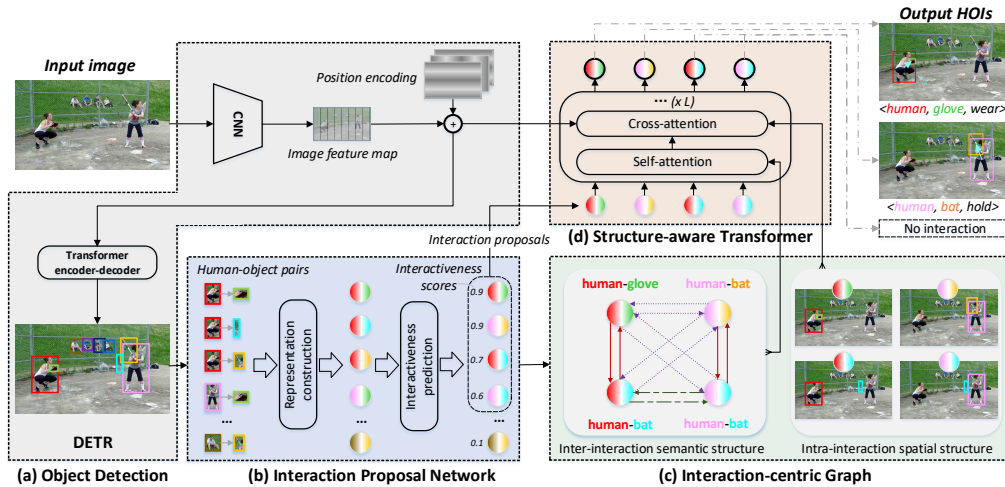 Input image
CNN
Position encoding
Image feature map
+
Transformer
encoder-decoder
DETR
(a) Object Detection
Human-object pairs
Representation
construction
Interactiveness
prediction
Interaction proposals
Interactiveness
scores
0.9
0.9
0.7
0.6
0.1
...
...
...
(b) Interaction Proposal Network
... (x L)
Cross-attention
Self-attention
(d) Structure-aware Transformer
Output HOIs
<human, glove, wear>
<human, bat, hold>
No interaction
human-glove
human-bat
human-bat
human-bat
Inter-interaction semantic structure
Intra-interaction spatial structure
(c) Interaction-centric Graph